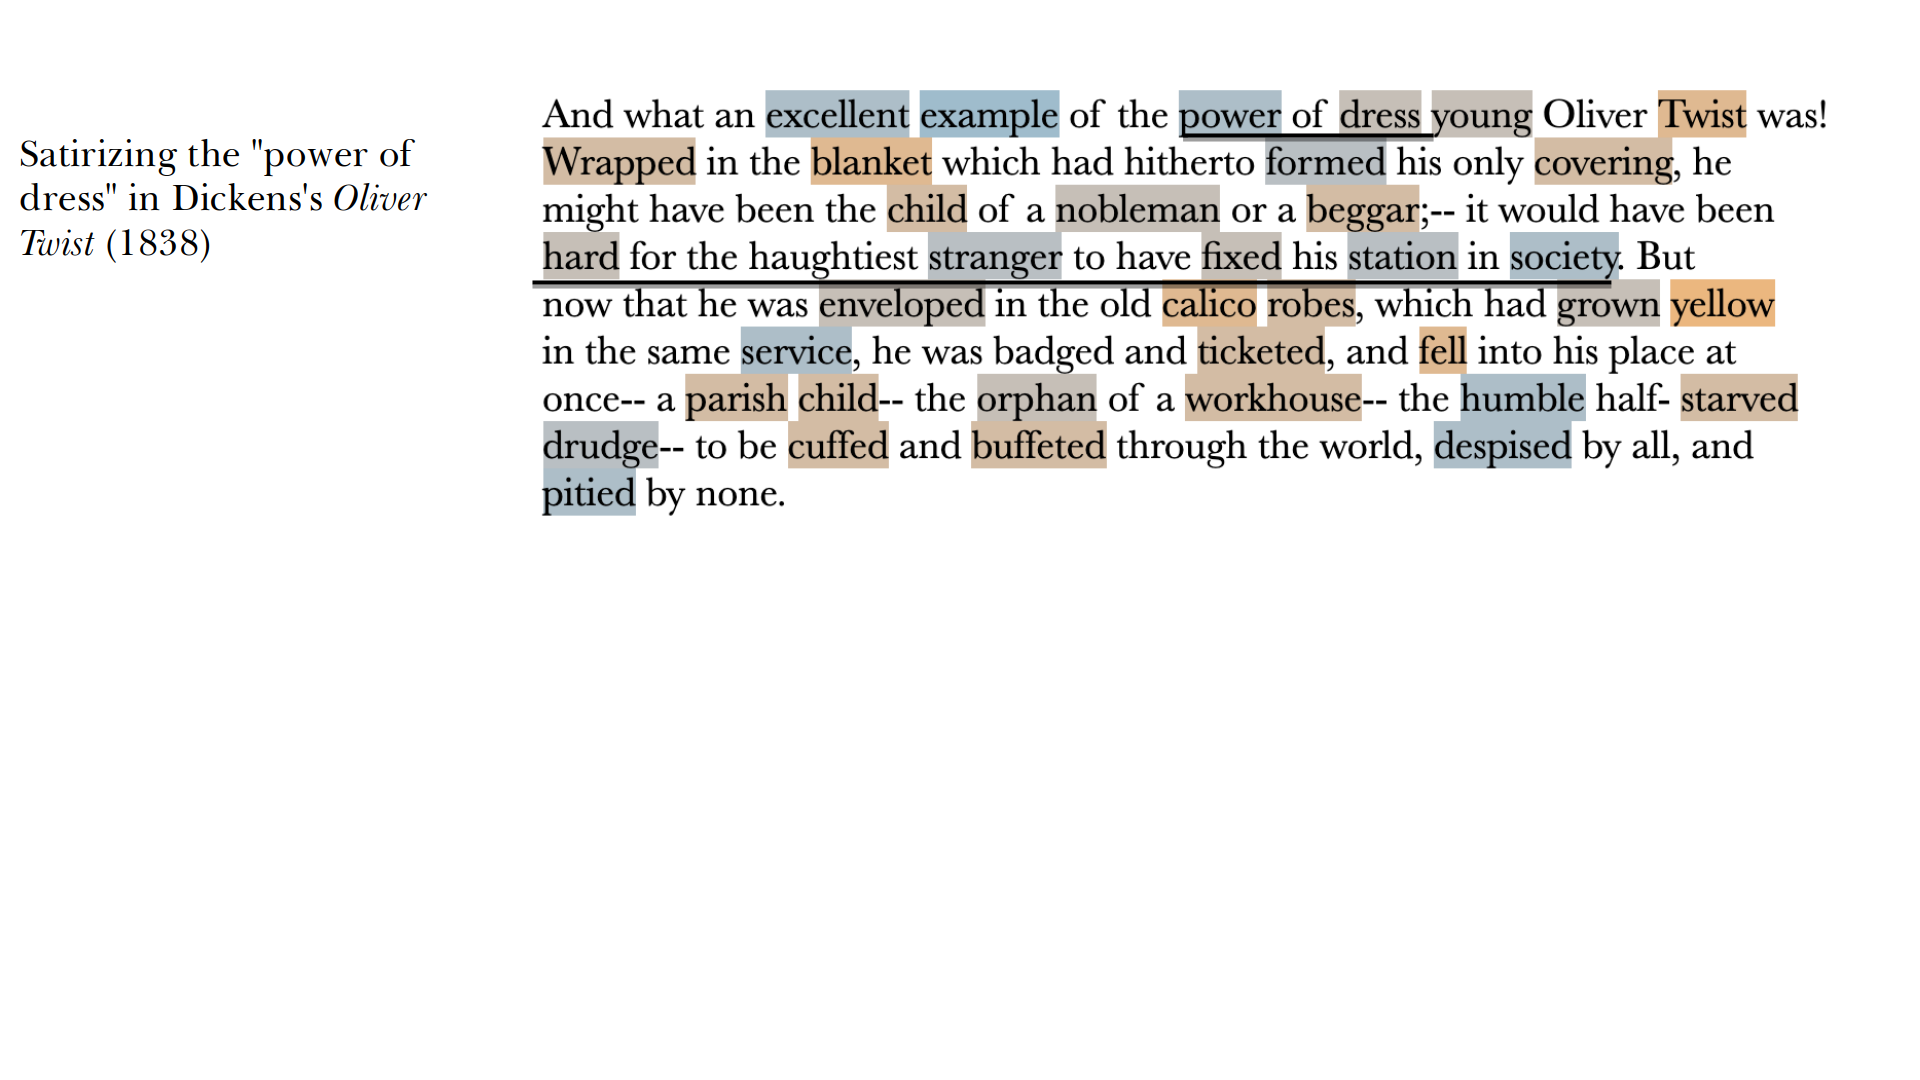 Satirizing the "power of
dress" in Dickens's Oliver
Twist (1838)
And what an excellent example of the power of dress young Oliver Twist was!
Wrapped in the blanket which had hitherto formed his only covering, he
might have been the child of a nobleman or a beggar;-- it would have been
hard for the haughtiest stranger to have fixed his station in society. But
now that he was enveloped in the old calico robes, which had grown yellow
in the same service, he was badged and ticketed, and fell into his place at
once-- a parish child-- the orphan of a workhouse-- the humble half- starved
drudge-- to be cuffed and buffeted through the world, despised by all, and
pitied by none.